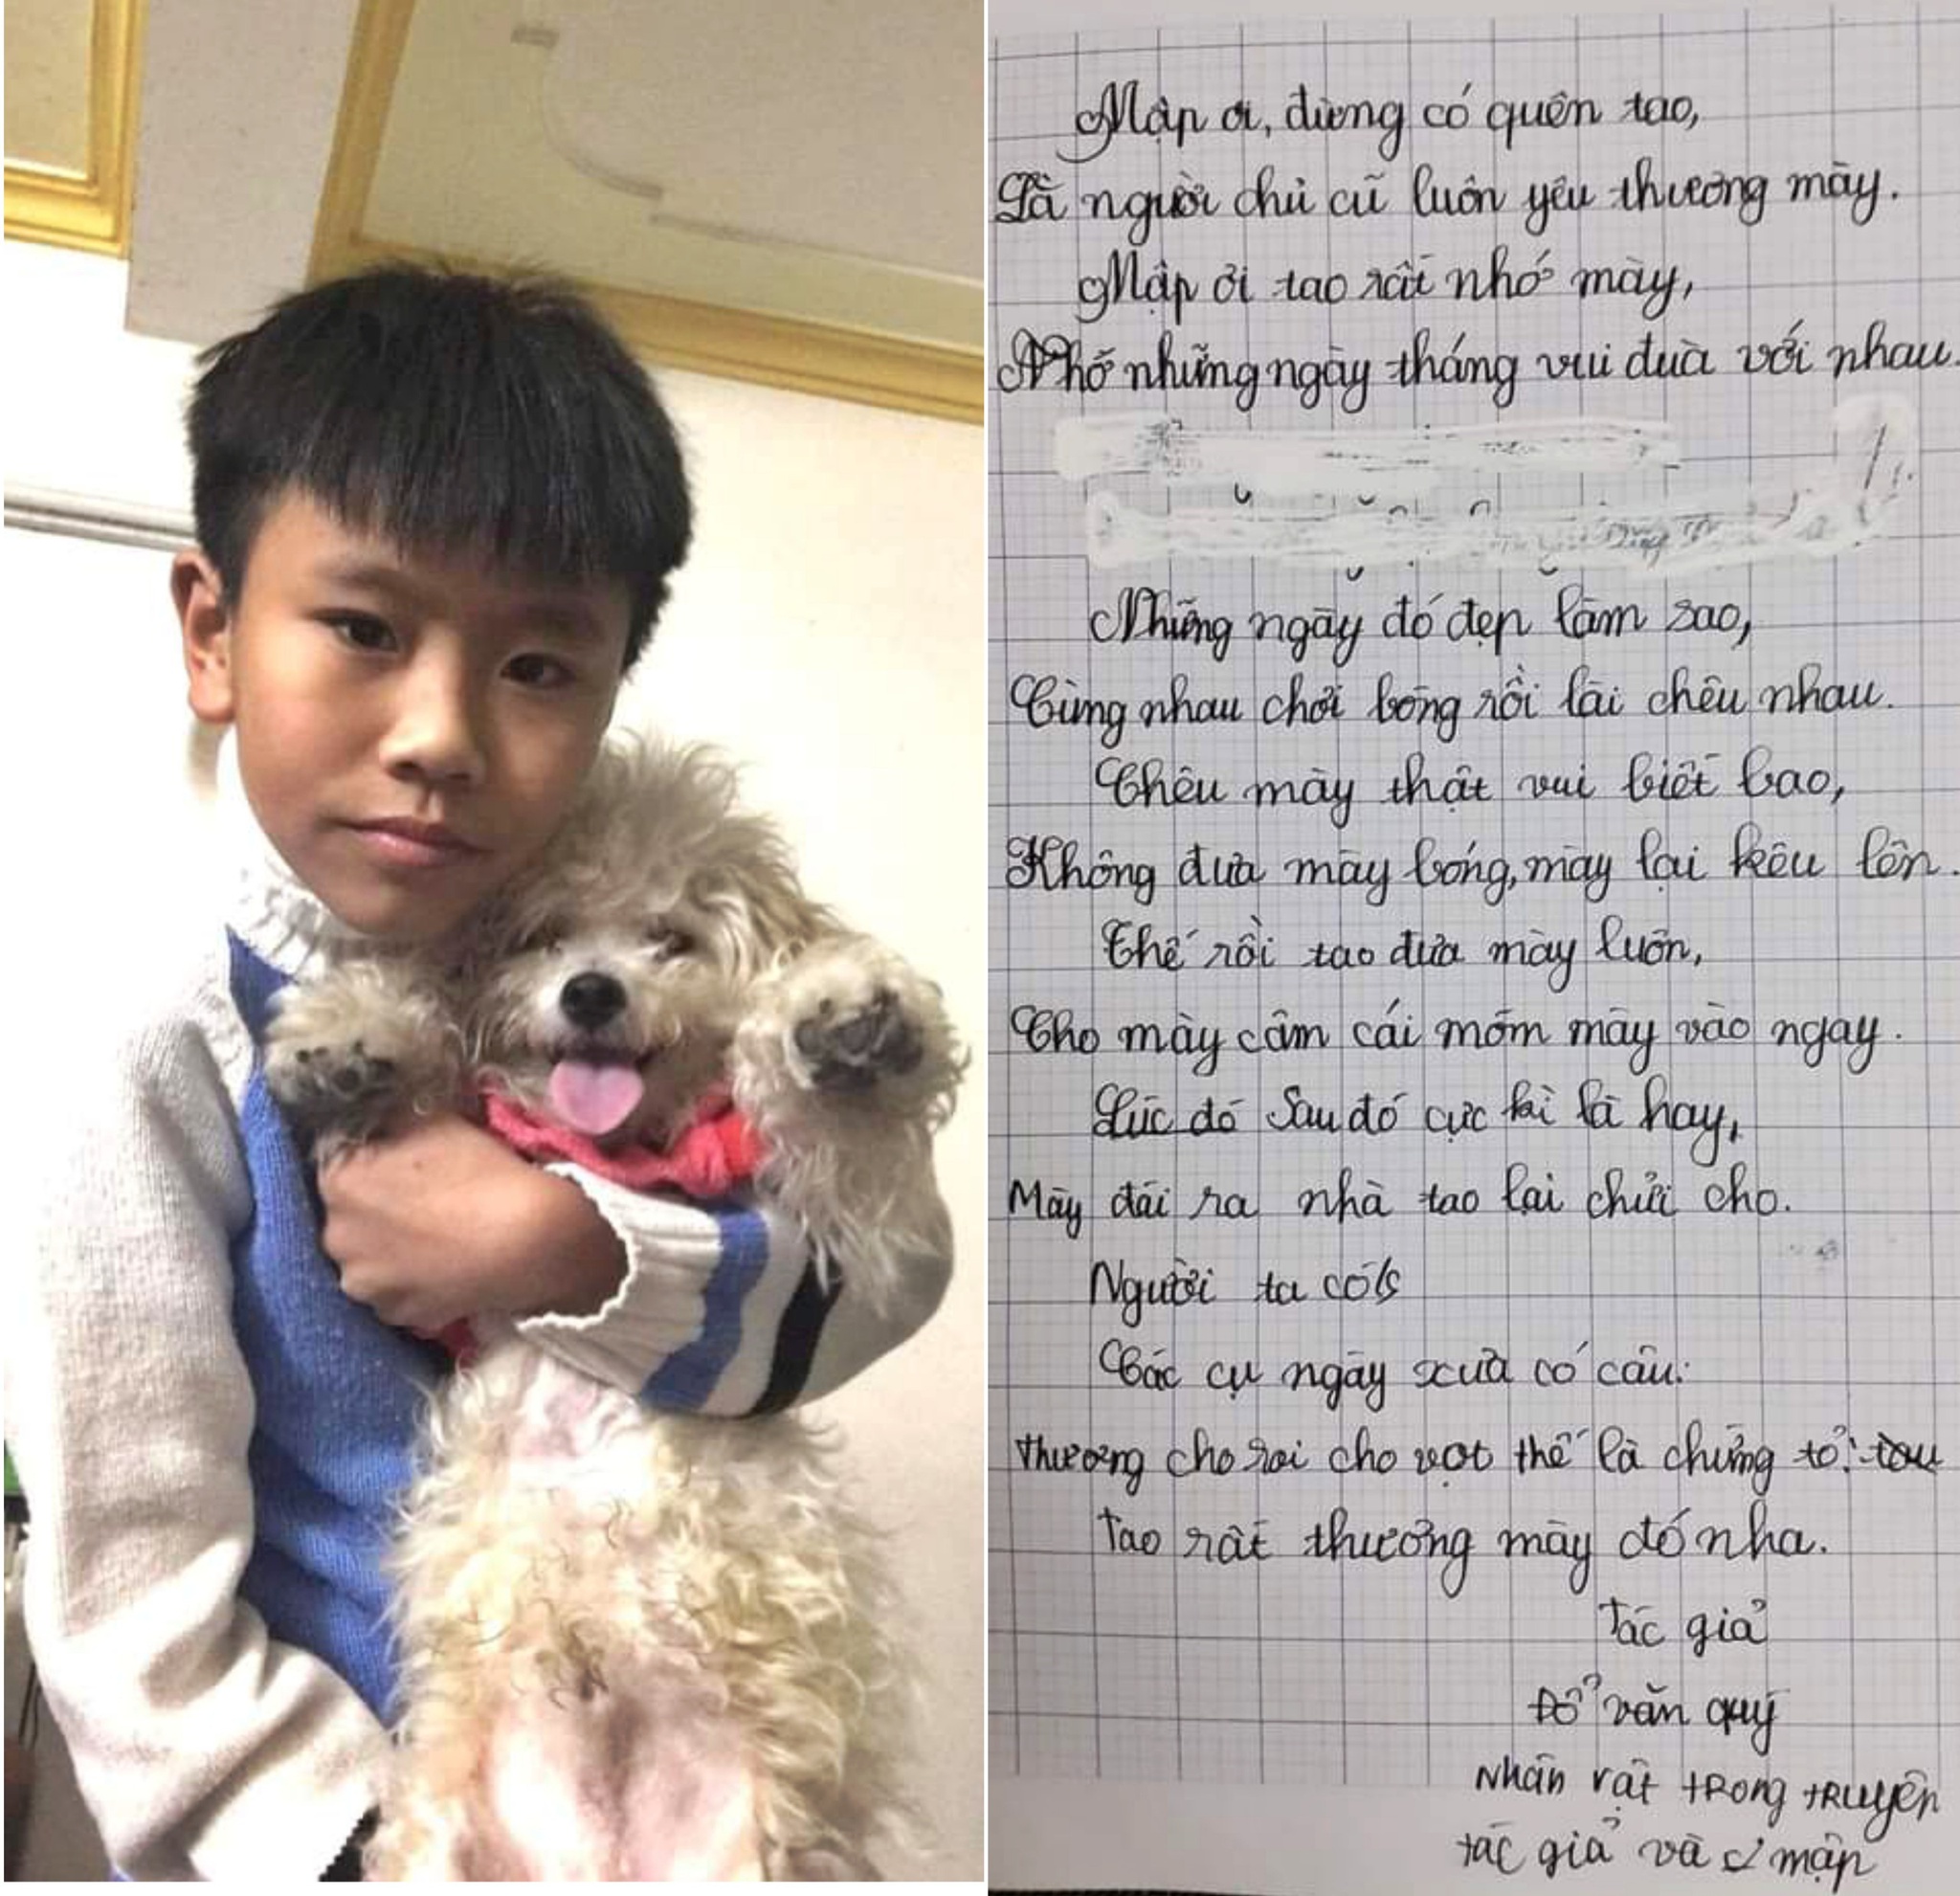 Mập ơi, đừng có quên tao,
Là người chủ cũ luôn yêu thương mày.
Mập ơi tao rất nhớ mày,
Nhớ những ngày tháng vui đùa với nhau.
Những ngày đó đẹp làm sao,
Cùng nhau chơi bóng rồi lại chêu nhau.
Chêu mày thật vui biết bao,
Không đưa mày bóng, mày lại kêu lên.
Thế rồi tao đưa mày luôn,
Cho mày câm cái mồm mày vào ngay.
Lúc đó Sau đó cực kì là hay,
Mày đái ra nhà tao lại chửi cho.
Người ta có
Các cụ ngày xưa có câu:
Thương cho roi cho vọt thế là chứng tỏ: tau
Tao rất thương mày đó nha.
Tác giả
Đỗ văn quý
Nhân vật trong truyện
tác giả và mập